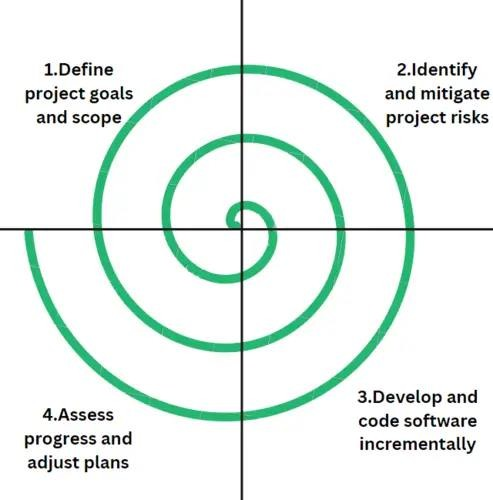 1.Define
project goals
and scope
2.Identify
and mitigate
project risks
3.Develop and
code software
incrementally
4.Assess
progress and
adjust plans